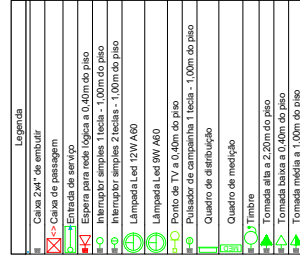 Legenda
Caixa 2x4" de embutir
Caixa de passagem
Entrada de serviço
Espera para rede lógica a 0,40m do piso
Interruptor simples 1 tecla - 1,00m do piso
Interruptor simples 2 teclas - 1,00m do piso
Lâmpada Led 12W A60
Lâmpada Led 9W A60
Ponto de TV a 0,40m do piso
Pulsador de campainha 1 tecla - 1,00m do piso
Quadro de distribuição
Quadro de medição
Timbre
Tomada alta a 2,20m do piso
Tomada baixa a 0,40m do piso
Tomada média a 1,00m do piso